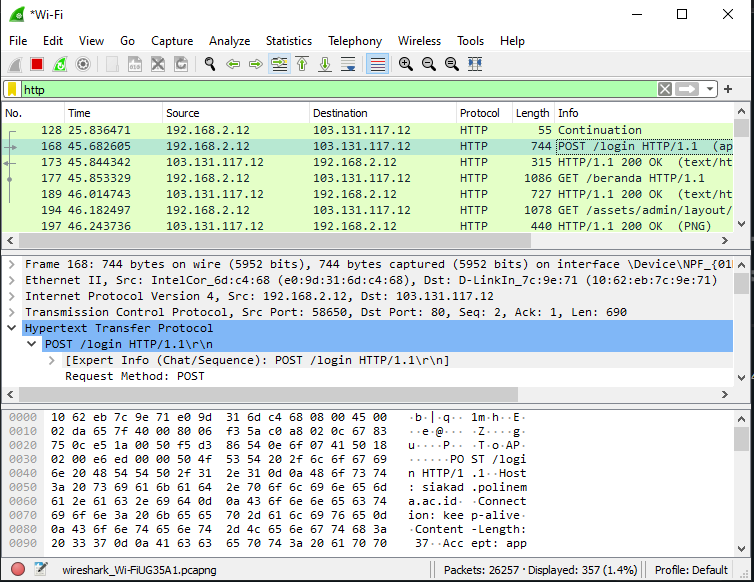 *Wi-Fi
File Edit View Go Capture Analyze Statistics Telephony Wireless Tools Help
http
No. Time Source Destination Protocol Length Info
128 25.836471 192.168.2.12 103.131.117.12 HTTP 55 Continuation
168 45.682605 192.168.2.12 103.131.117.12 HTTP 744 POST /login HTTP/1.1 (ap
173 45.844342 103.131.117.12 192.168.2.12 HTTP 315 HTTP/1.1 200 OK (text/ht
177 45.853329 192.168.2.12 103.131.117.12 HTTP 1086 GET /beranda HTTP/1.1
189 46.014743 103.131.117.12 192.168.2.12 HTTP 727 HTTP/1.1 200 OK (text/ht
194 46.182497 192.168.2.12 103.131.117.12 HTTP 1078 GET /assets/admin/layout/
197 46.243736 103.131.117.12 192.168.2.12 HTTP 440 HTTP/1.1 200 OK (PNG)
Frame 168: 744 bytes on wire (5952 bits), 744 bytes captured (5952 bits) on interface \Device\NPF_{01
Ethernet II, Src: IntelCor_6d:c4:68 (e0:9d:31:6d:c4:68), Dst: D-LinkIn_7c:9e:71 (10:62:eb:7c:9e:71)
Internet Protocol Version 4, Src: 192.168.2.12, Dst: 103.131.117.12
Transmission Control Protocol, Src Port: 58650, Dst Port: 80, Seq: 2, Ack: 1, Len: 690
Hypertext Transfer Protocol
POST /login HTTP/1.1\r\n
[Expert Info (Chat/Sequence): POST /login HTTP/1.1\r\n]
Request Method: POST
0000 10 62 eb 7c 9e 71 e0 9d 31 6d c4 68 08 00 45 00 ·b·|·q·· 1m·h··E·
0010 02 da 65 7f 40 00 80 06 f3 5a c0 a8 02 0c 67 83 ··e·@··· ·Z····g·
0020 75 0c e5 1a 00 50 f5 d3 86 54 0e 6f 07 41 50 18 u····P·· ·T·o·AP·
0030 02 00 e6 ed 00 00 50 4f 53 54 20 2f 6c 6f 67 69 ······PO ST /logi
0040 6e 20 48 54 54 50 2f 31 2e 31 0d 0a 48 6f 73 74 n HTTP/1 .1··Host
0050 3a 20 73 69 61 6b 61 64 2e 70 6f 6c 69 6e 65 6d : siakad .polinem
0060 61 2e 61 63 2e 69 64 0d 0a 43 6f 6e 6e 65 63 74 a.ac.id· ·Connect
0070 69 6f 6e 3a 20 6b 65 65 70 2d 61 6c 69 76 65 0d ion: kee p-alive·
0080 0a 43 6f 6e 74 65 6e 74 2d 4c 65 6e 67 74 68 3a ·Content -Length:
0090 20 33 37 0d 0a 41 63 63 65 70 74 3a 20 61 70 70 37··Acc ept: app
wireshark_Wi-FiUG35A1.pcapng Packets: 26257 · Displayed: 357 (1.4%) Profile: Default